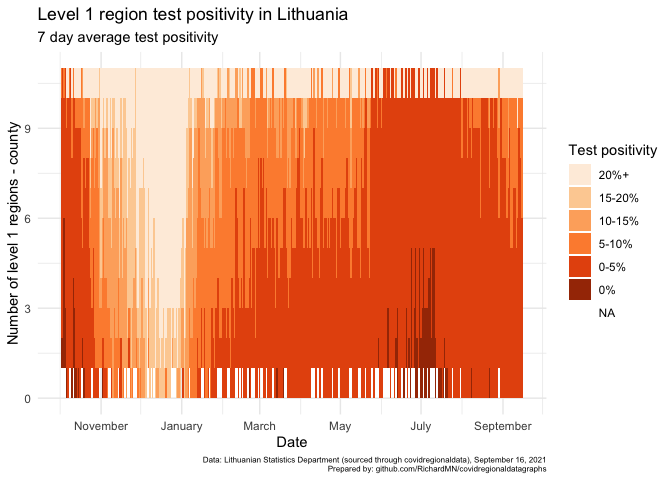 Level 1 region test positivity in Lithuania
7 day average test positivity
Number of level 1 regions - county
9
6
3
0
November
January
March
May
July
September
Date
Test positivity
20%+
15-20%
10-15%
5-10%
0-5%
0%
NA
Data: Lithuanian Statistics Department (sourced through covidregionaldata), September 16, 2021
Prepared by: github.com/RichardMN/covidregionaldatagraphs